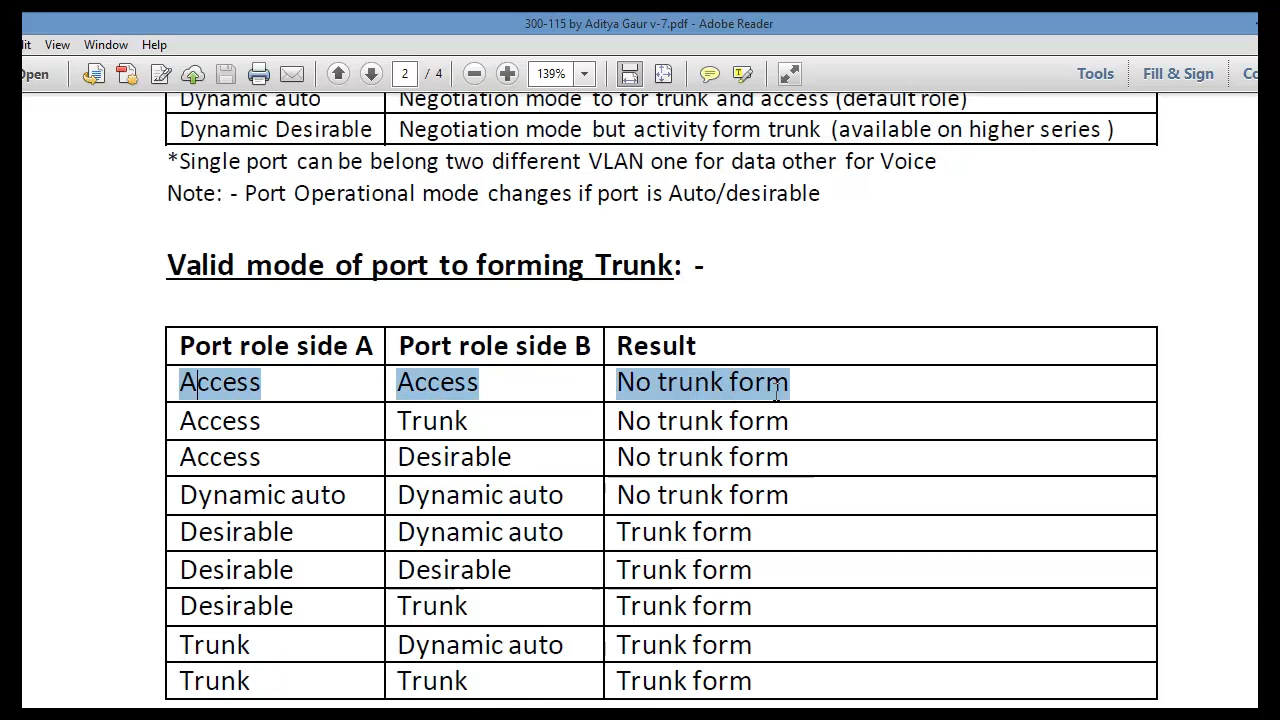 300-115 by Aditya Gaur v-7.pdf - Adobe Reader
it View Window Help
Open 2 / 4 139% Tools Fill & Sign Co
Dynamic auto Negotiation mode to for trunk and access (default role)
Dynamic Desirable Negotiation mode but activity form trunk (available on higher series )
*Single port can be belong two different VLAN one for data other for Voice
Note: - Port Operational mode changes if port is Auto/desirable
Valid mode of port to forming Trunk: -
Port role side A Port role side B Result
Access Access No trunk form
Access Trunk No trunk form
Access Desirable No trunk form
Dynamic auto Dynamic auto No trunk form
Desirable Dynamic auto Trunk form
Desirable Desirable Trunk form
Desirable Trunk Trunk form
Trunk Dynamic auto Trunk form
Trunk Trunk Trunk form